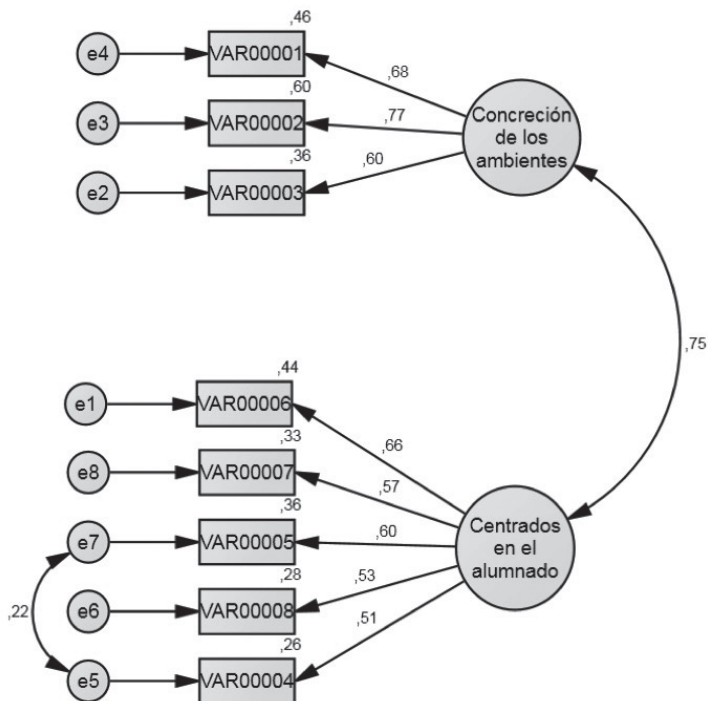 ,46
e4
VAR00001
,68
,60
e3
VAR00002
,77
Concreción
de los
ambientes
,36
,60
e2
VAR00003
,75
,44
e1
VAR00006
,66
,33
e8
VAR00007
,57
,36
e7
VAR00005
,60
Centrados
en el
alumnado
,28
,53
e6
VAR00008
,22
,51
,26
e5
VAR00004